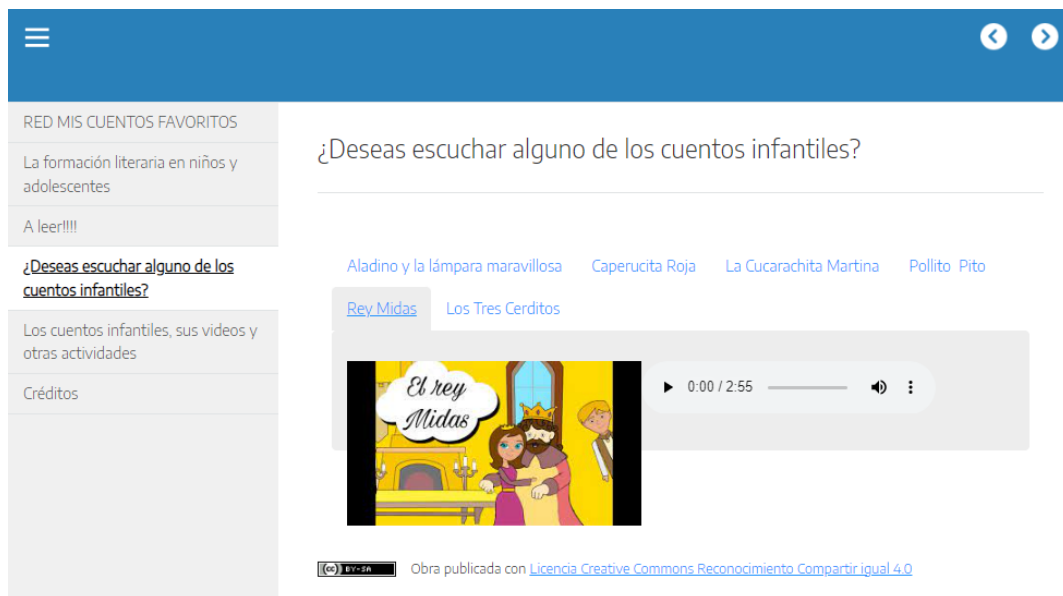 RED MIS CUENTOS FAVORITOS
La formación literaria en niños y
adolescentes
A leer!!!!
¿Deseas escuchar alguno de los
cuentos infantiles?
Los cuentos infantiles, sus videos y
otras actividades
Créditos
¿Deseas escuchar alguno de los cuentos infantiles?
Aladino y la lámpara maravillosa Caperucita Roja La Cucarachita Martina Pollito Pito
Rey Midas Los Tres Cerditos
El rey
Midas
0:00 / 2:55
(cc) BY-SA Obra publicada con Licencia Creative Commons Reconocimiento Compartir igual 4.0